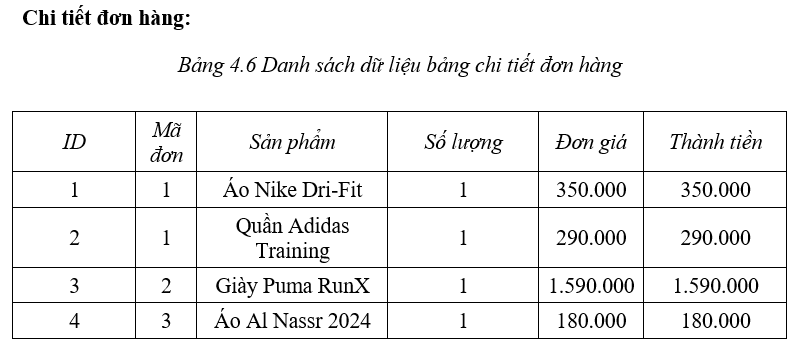 Chi tiết đơn hàng:
Bảng 4.6 Danh sách dữ liệu bảng chi tiết đơn hàng
ID Mã đơn Sản phẩm Số lượng Đơn giá Thành tiền
1 1 Áo Nike Dri-Fit 1 350.000 350.000
2 1 Quần Adidas Training 1 290.000 290.000
3 2 Giày Puma RunX 1 1.590.000 1.590.000
4 3 Áo Al Nassr 2024 1 180.000 180.000